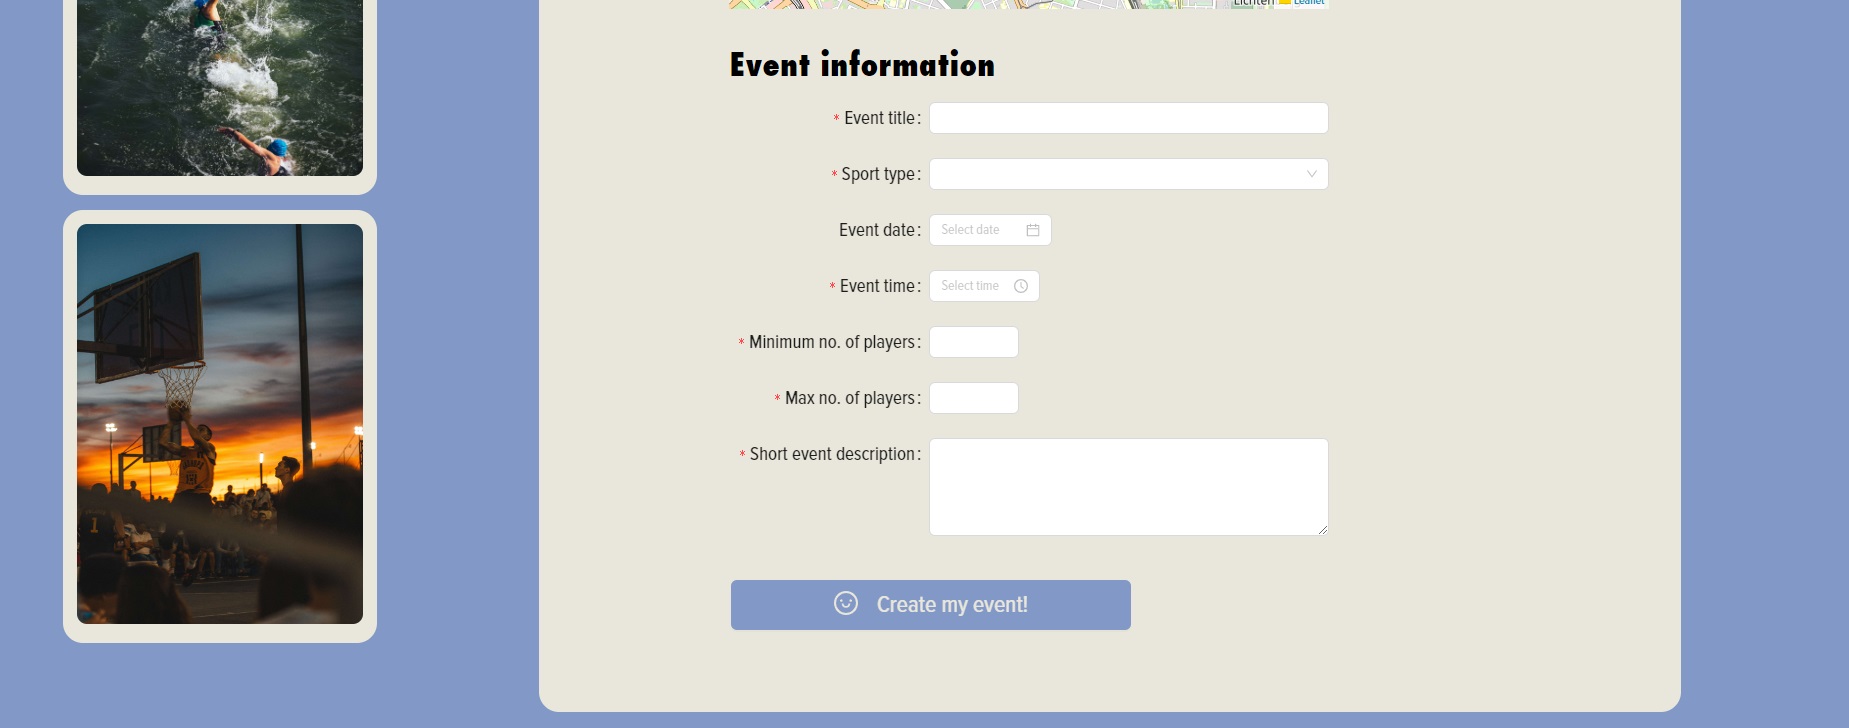 Lichten
Leaflet
Event information
* Event title:
* Sport type:
Event date: Select date
* Event time: Select time
* Minimum no. of players:
* Max no. of players:
* Short event description:
Create my event!